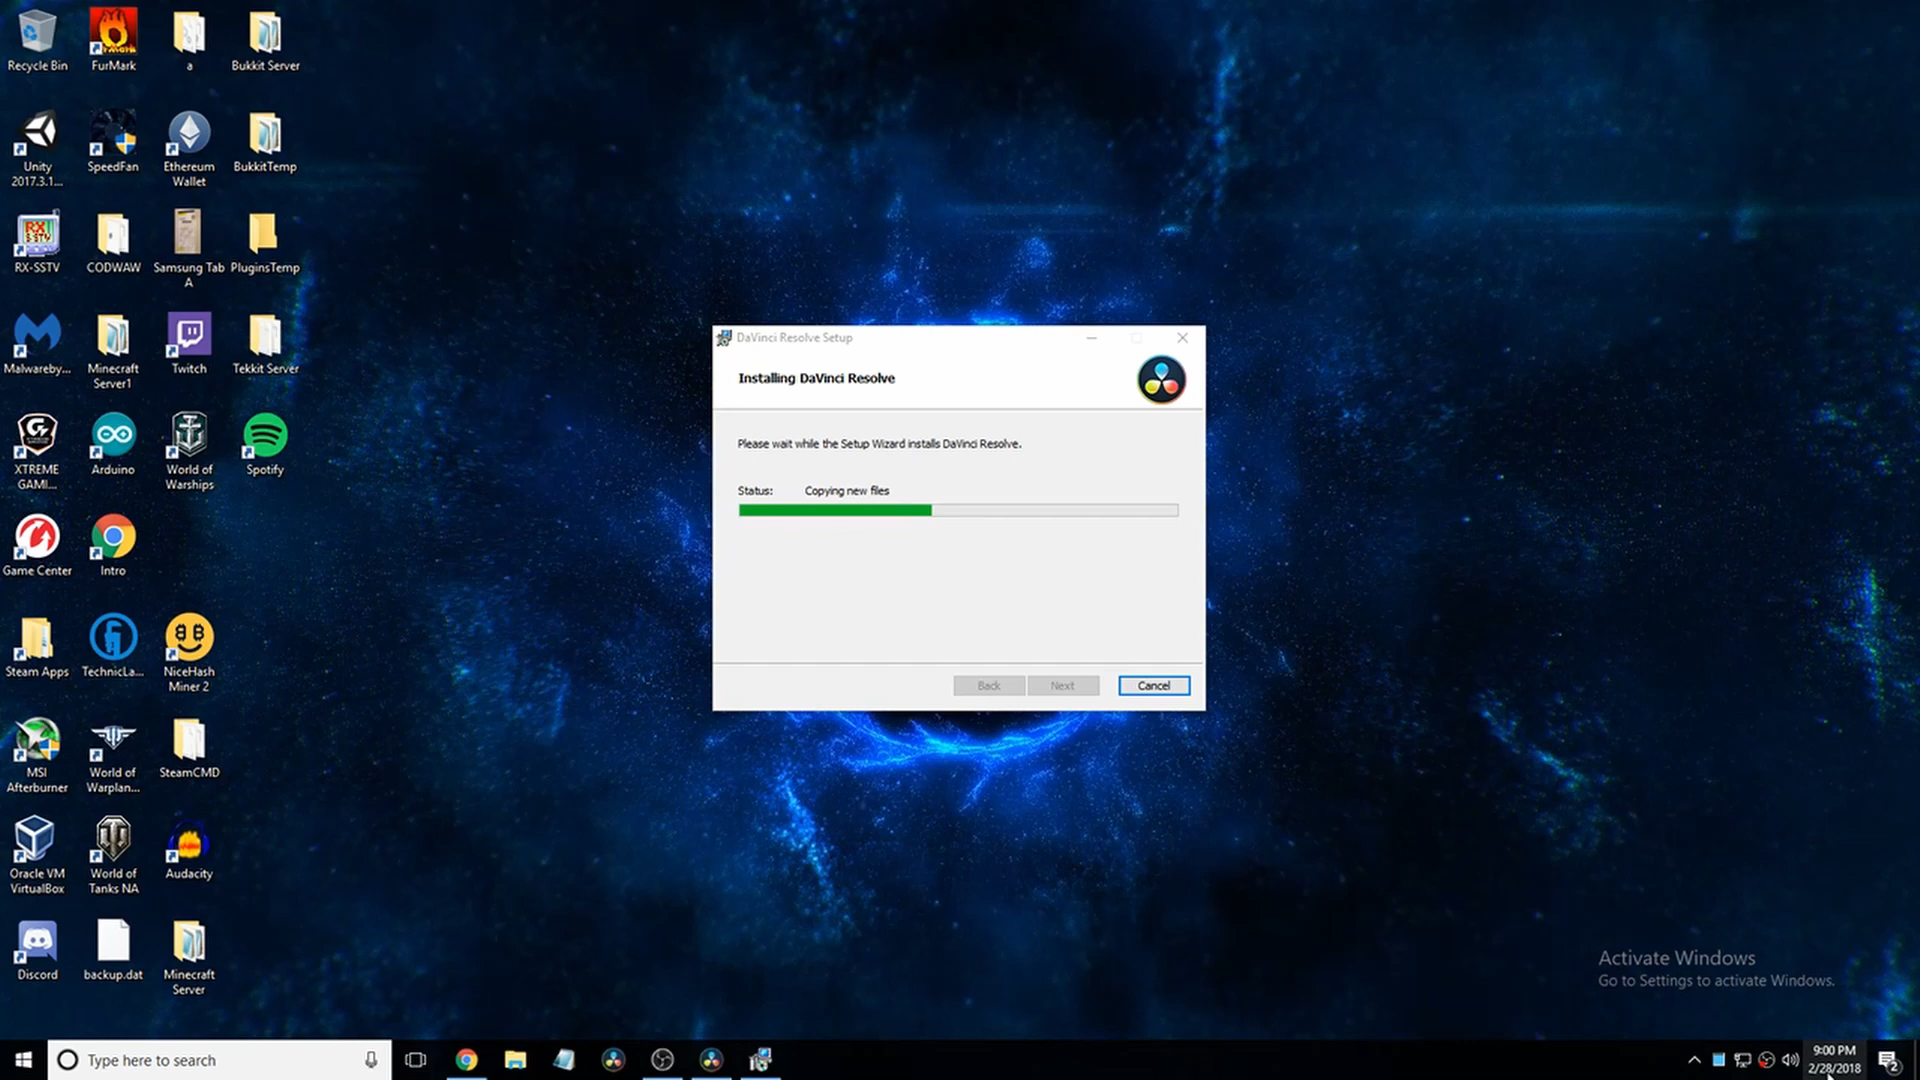 Recycle Bin
FurMark
a
Bukkit Server
Unity
2017.3.1...
SpeedFan
Ethereum
Wallet
BukkitTemp
RX-SSTV
CODWAW
Samsung Tab
A
PluginsTemp
Malwareby...
Minecraft
Server1
Twitch
Tekkit Server
XTREME
GAMI...
Arduino
World of
Warships
Spotify
Game Center
Intro
Steam Apps
TechnicLa...
NiceHash
Miner 2
MSI
Afterburner
World of
Warplan...
SteamCMD
Oracle VM
VirtualBox
World of
Tanks NA
Audacity
Discord
backup.dat
Minecraft
Server
DaVinci Resolve Setup
Installing DaVinci Resolve
Please wait while the Setup Wizard installs DaVinci Resolve.
Status: Copying new files
Back
Next
Cancel
Activate Windows
Go to Settings to activate Windows.
Type here to search
9:00 PM
2/28/2018
2